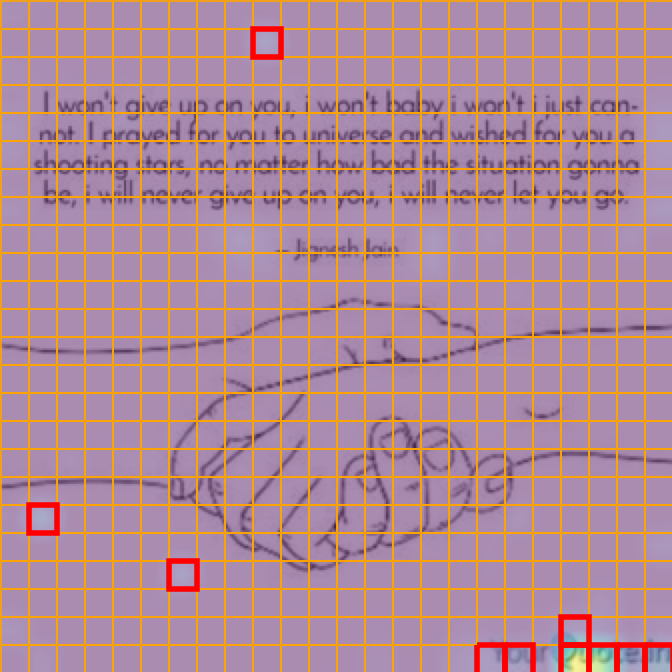 I won't give up on you, i won't baby i won't i just can-
not. I prayed for you to universe and wished for you a
shooting stars, no matter how bad the situation gonna
be, i will never give up on you, i will never let you go.
-- Jignesh Jain
YourQuote.in